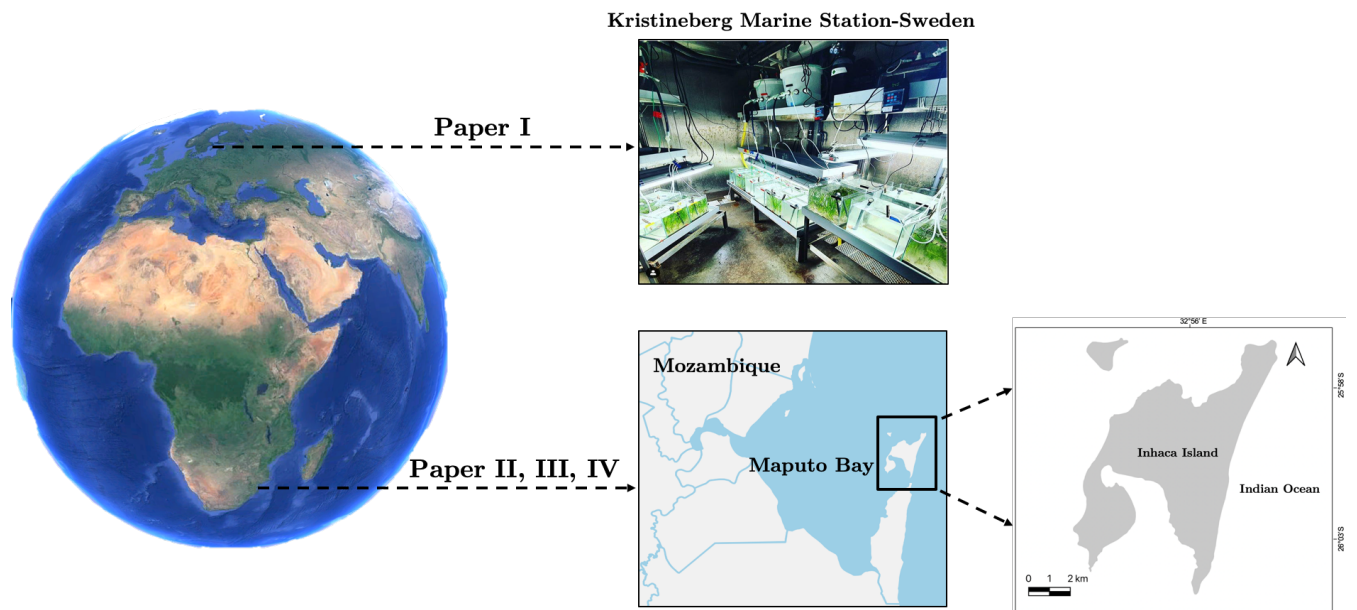 Kristineberg Marine Station-Sweden
Paper I
Mozambique
Maputo Bay
Paper II, III, IV
32°56' E
25°58'S
Inhaca Island
Indian Ocean
26°03'S
0 1 2 km